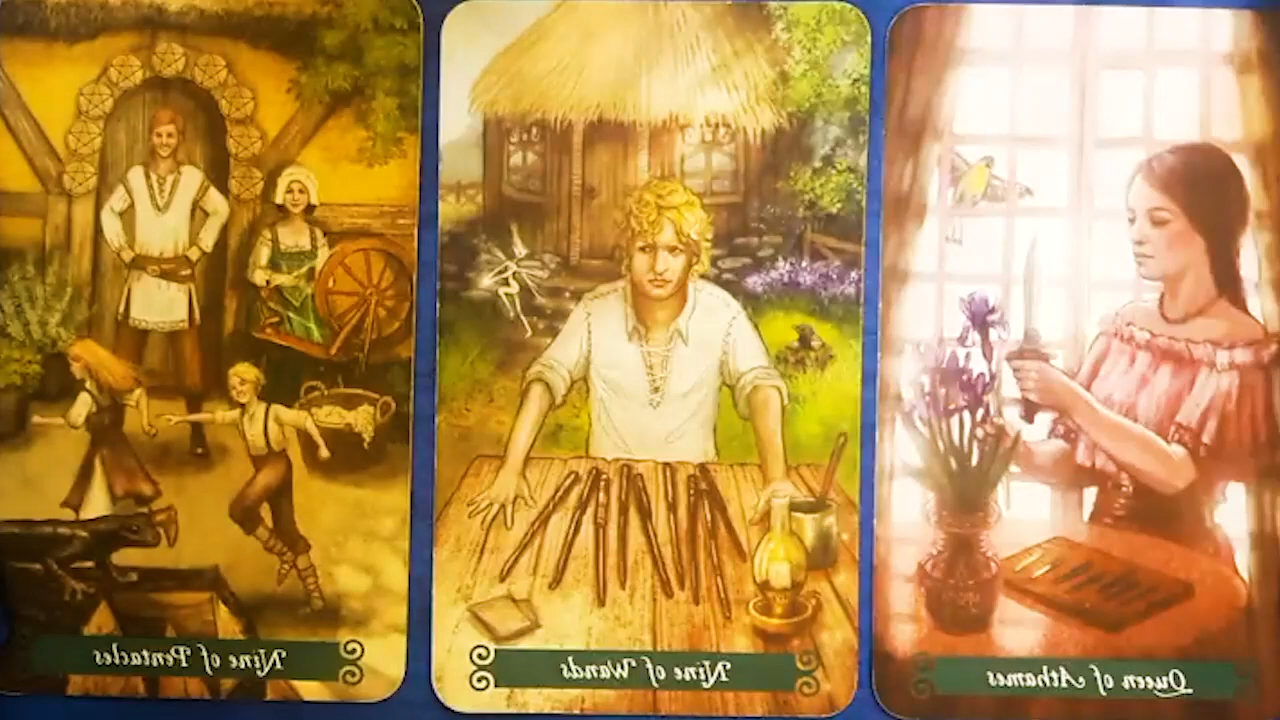 Nine of Pentacles
Nine of Wands
Queen of Athames